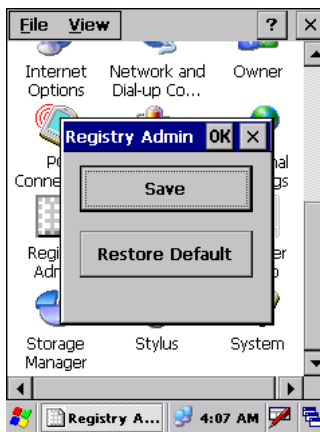 File View ? ×
Internet Options
Network and Dial-up Co...
Owner
Registry Admin OK ×
Save
Restore Default
Storage Manager
Stylus
System
Registry A... 4:07 AM